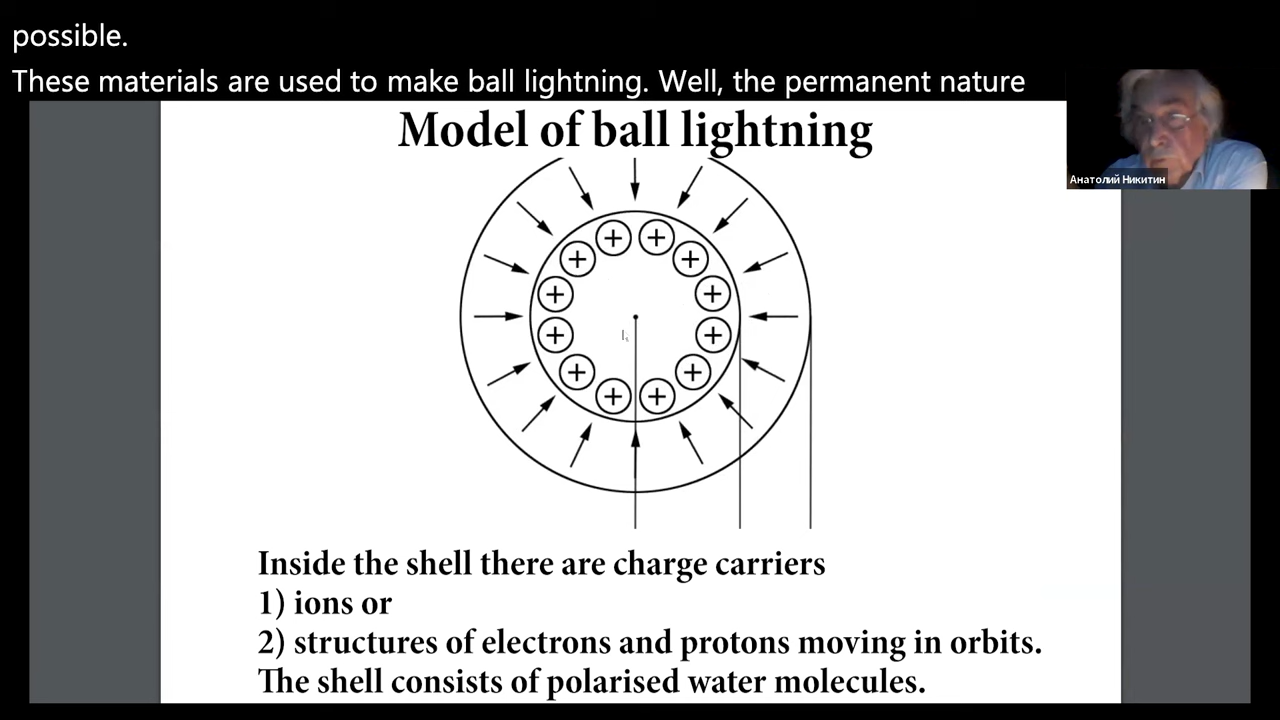 possible.
These materials are used to make ball lightning. Well, the permanent nature
Анатолий Никитин
Model of ball lightning
+ +
+ +
+ +
+ +
+ +
+ +
Inside the shell there are charge carriers
1) ions or
2) structures of electrons and protons moving in orbits.
The shell consists of polarised water molecules.